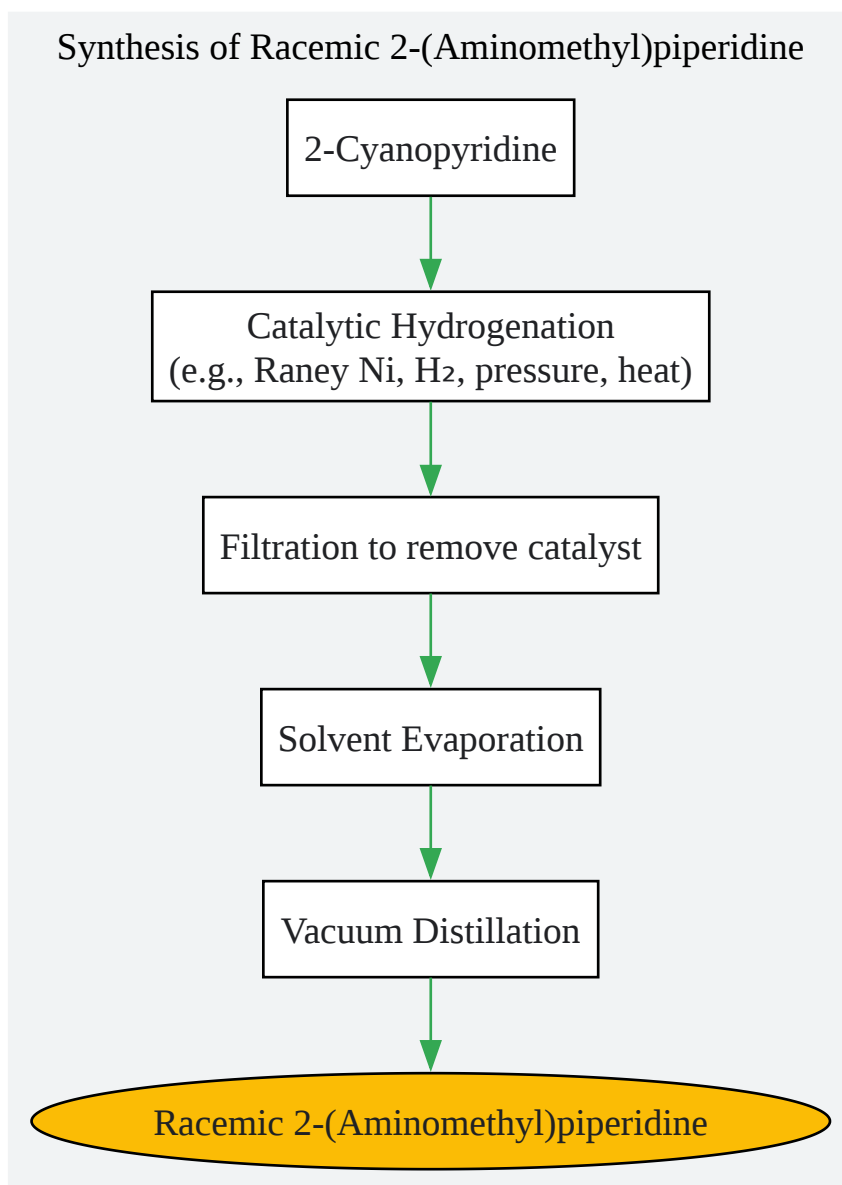 Synthesis of Racemic 2-(Aminomethyl)piperidine
2-Cyanopyridine
Catalytic Hydrogenation
(e.g., Raney Ni, H₂, pressure, heat)
Filtration to remove catalyst
Solvent Evaporation
Vacuum Distillation
Racemic 2-(Aminomethyl)piperidine